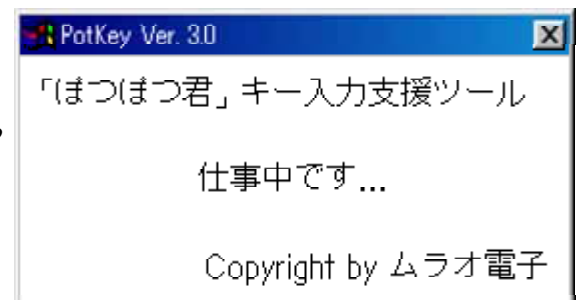 PotKey Ver. 3.0
「ぽつぽつ君」キー入力支援ツール
仕事中です...
Copyright by ムラオ電子